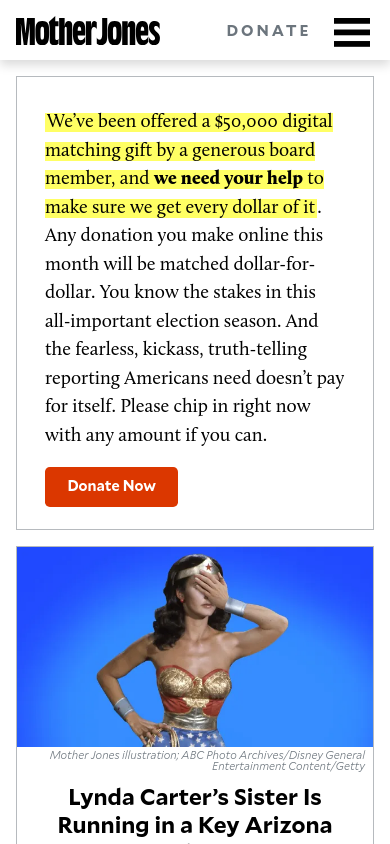 Mother Jones
DONATE
We’ve been offered a $50,000 digital
matching gift by a generous board
member, and we need your help to
make sure we get every dollar of it.
Any donation you make online this
month will be matched dollar-for-
dollar. You know the stakes in this
all-important election season. And
the fearless, kickass, truth-telling
reporting Americans need doesn’t pay
for itself. Please chip in right now
with any amount if you can.
Donate Now
Mother Jones illustration; ABC Photo Archives/Disney General
Entertainment Content/Getty
Lynda Carter’s Sister Is
Running in a Key Arizona